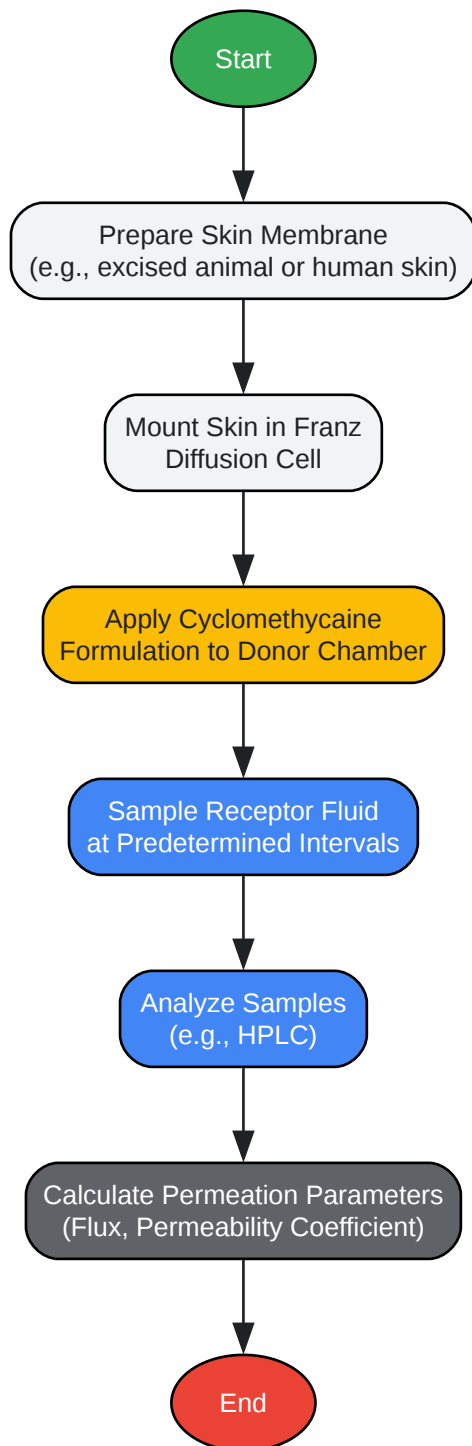 Start
Prepare Skin Membrane
(e.g., excised animal or human skin)
Mount Skin in Franz
Diffusion Cell
Apply Cyclomethycaine
Formulation to Donor Chamber
Sample Receptor Fluid
at Predetermined Intervals
Analyze Samples
(e.g., HPLC)
Calculate Permeation Parameters
(Flux, Permeability Coefficient)
End